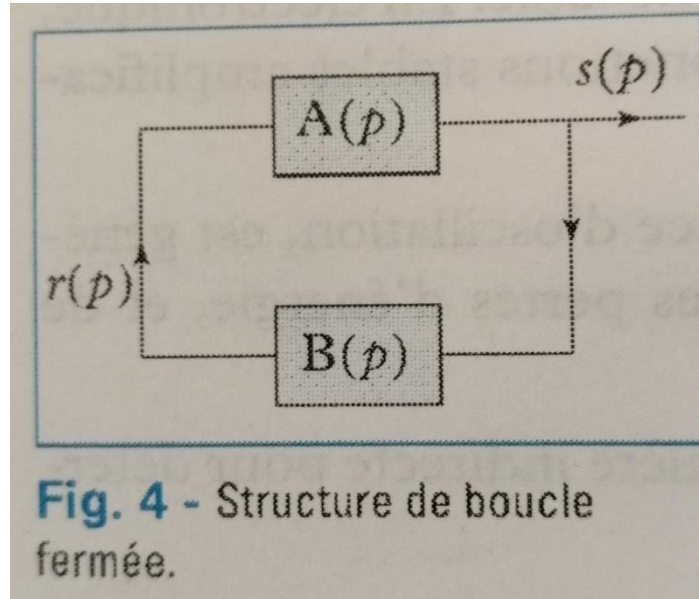 s(p)
A(p)
r(p)
B(p)
Fig. 4 - Structure de boucle
fermée.